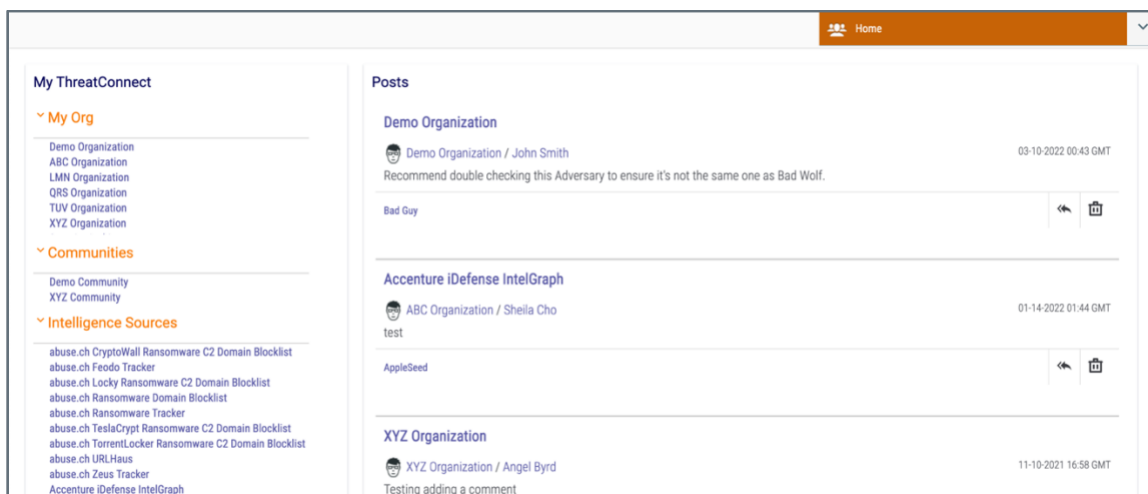 Home
My ThreatConnect
My Org
Demo Organization
ABC Organization
LMN Organization
QRS Organization
TUV Organization
XYZ Organization
Communities
Demo Community
XYZ Community
Intelligence Sources
abuse.ch CryptoWall Ransomware C2 Domain Blocklist
abuse.ch Feodo Tracker
abuse.ch Locky Ransomware C2 Domain Blocklist
abuse.ch Ransomware Domain Blocklist
abuse.ch Ransomware Tracker
abuse.ch TeslaCrypt Ransomware C2 Domain Blocklist
abuse.ch TorrentLocker Ransomware C2 Domain Blocklist
abuse.ch URLHaus
abuse.ch Zeus Tracker
Accenture iDefense IntelGraph
Posts
Demo Organization
Demo Organization / John Smith 03-10-2022 00:43 GMT
Recommend double checking this Adversary to ensure it's not the same one as Bad Wolf.
Bad Guy
Accenture iDefense IntelGraph
ABC Organization / Sheila Cho 01-14-2022 01:44 GMT
test
AppleSeed
XYZ Organization
XYZ Organization / Angel Byrd 11-10-2021 16:58 GMT
Testing adding a comment